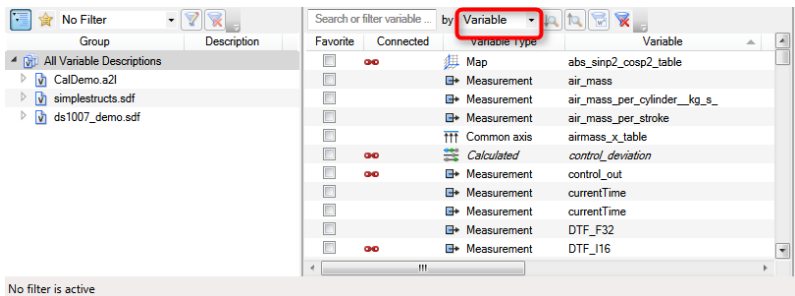 No Filter
Search or filter variable ... by Variable
Group Description
Favorite Connected Variable Type Variable
All Variable Descriptions
CalDemo.a2l
simplestructs.sdf
ds1007_demo.sdf
Map abs_sinp2_cosp2_table
Measurement air_mass
Measurement air_mass_per_cylinder__kg_s_
Measurement air_mass_per_stroke
Common axis airmass_x_table
Calculated control_deviation
Measurement control_out
Measurement currentTime
Measurement currentTime
Measurement DTF_F32
Measurement DTF_I16
No filter is active